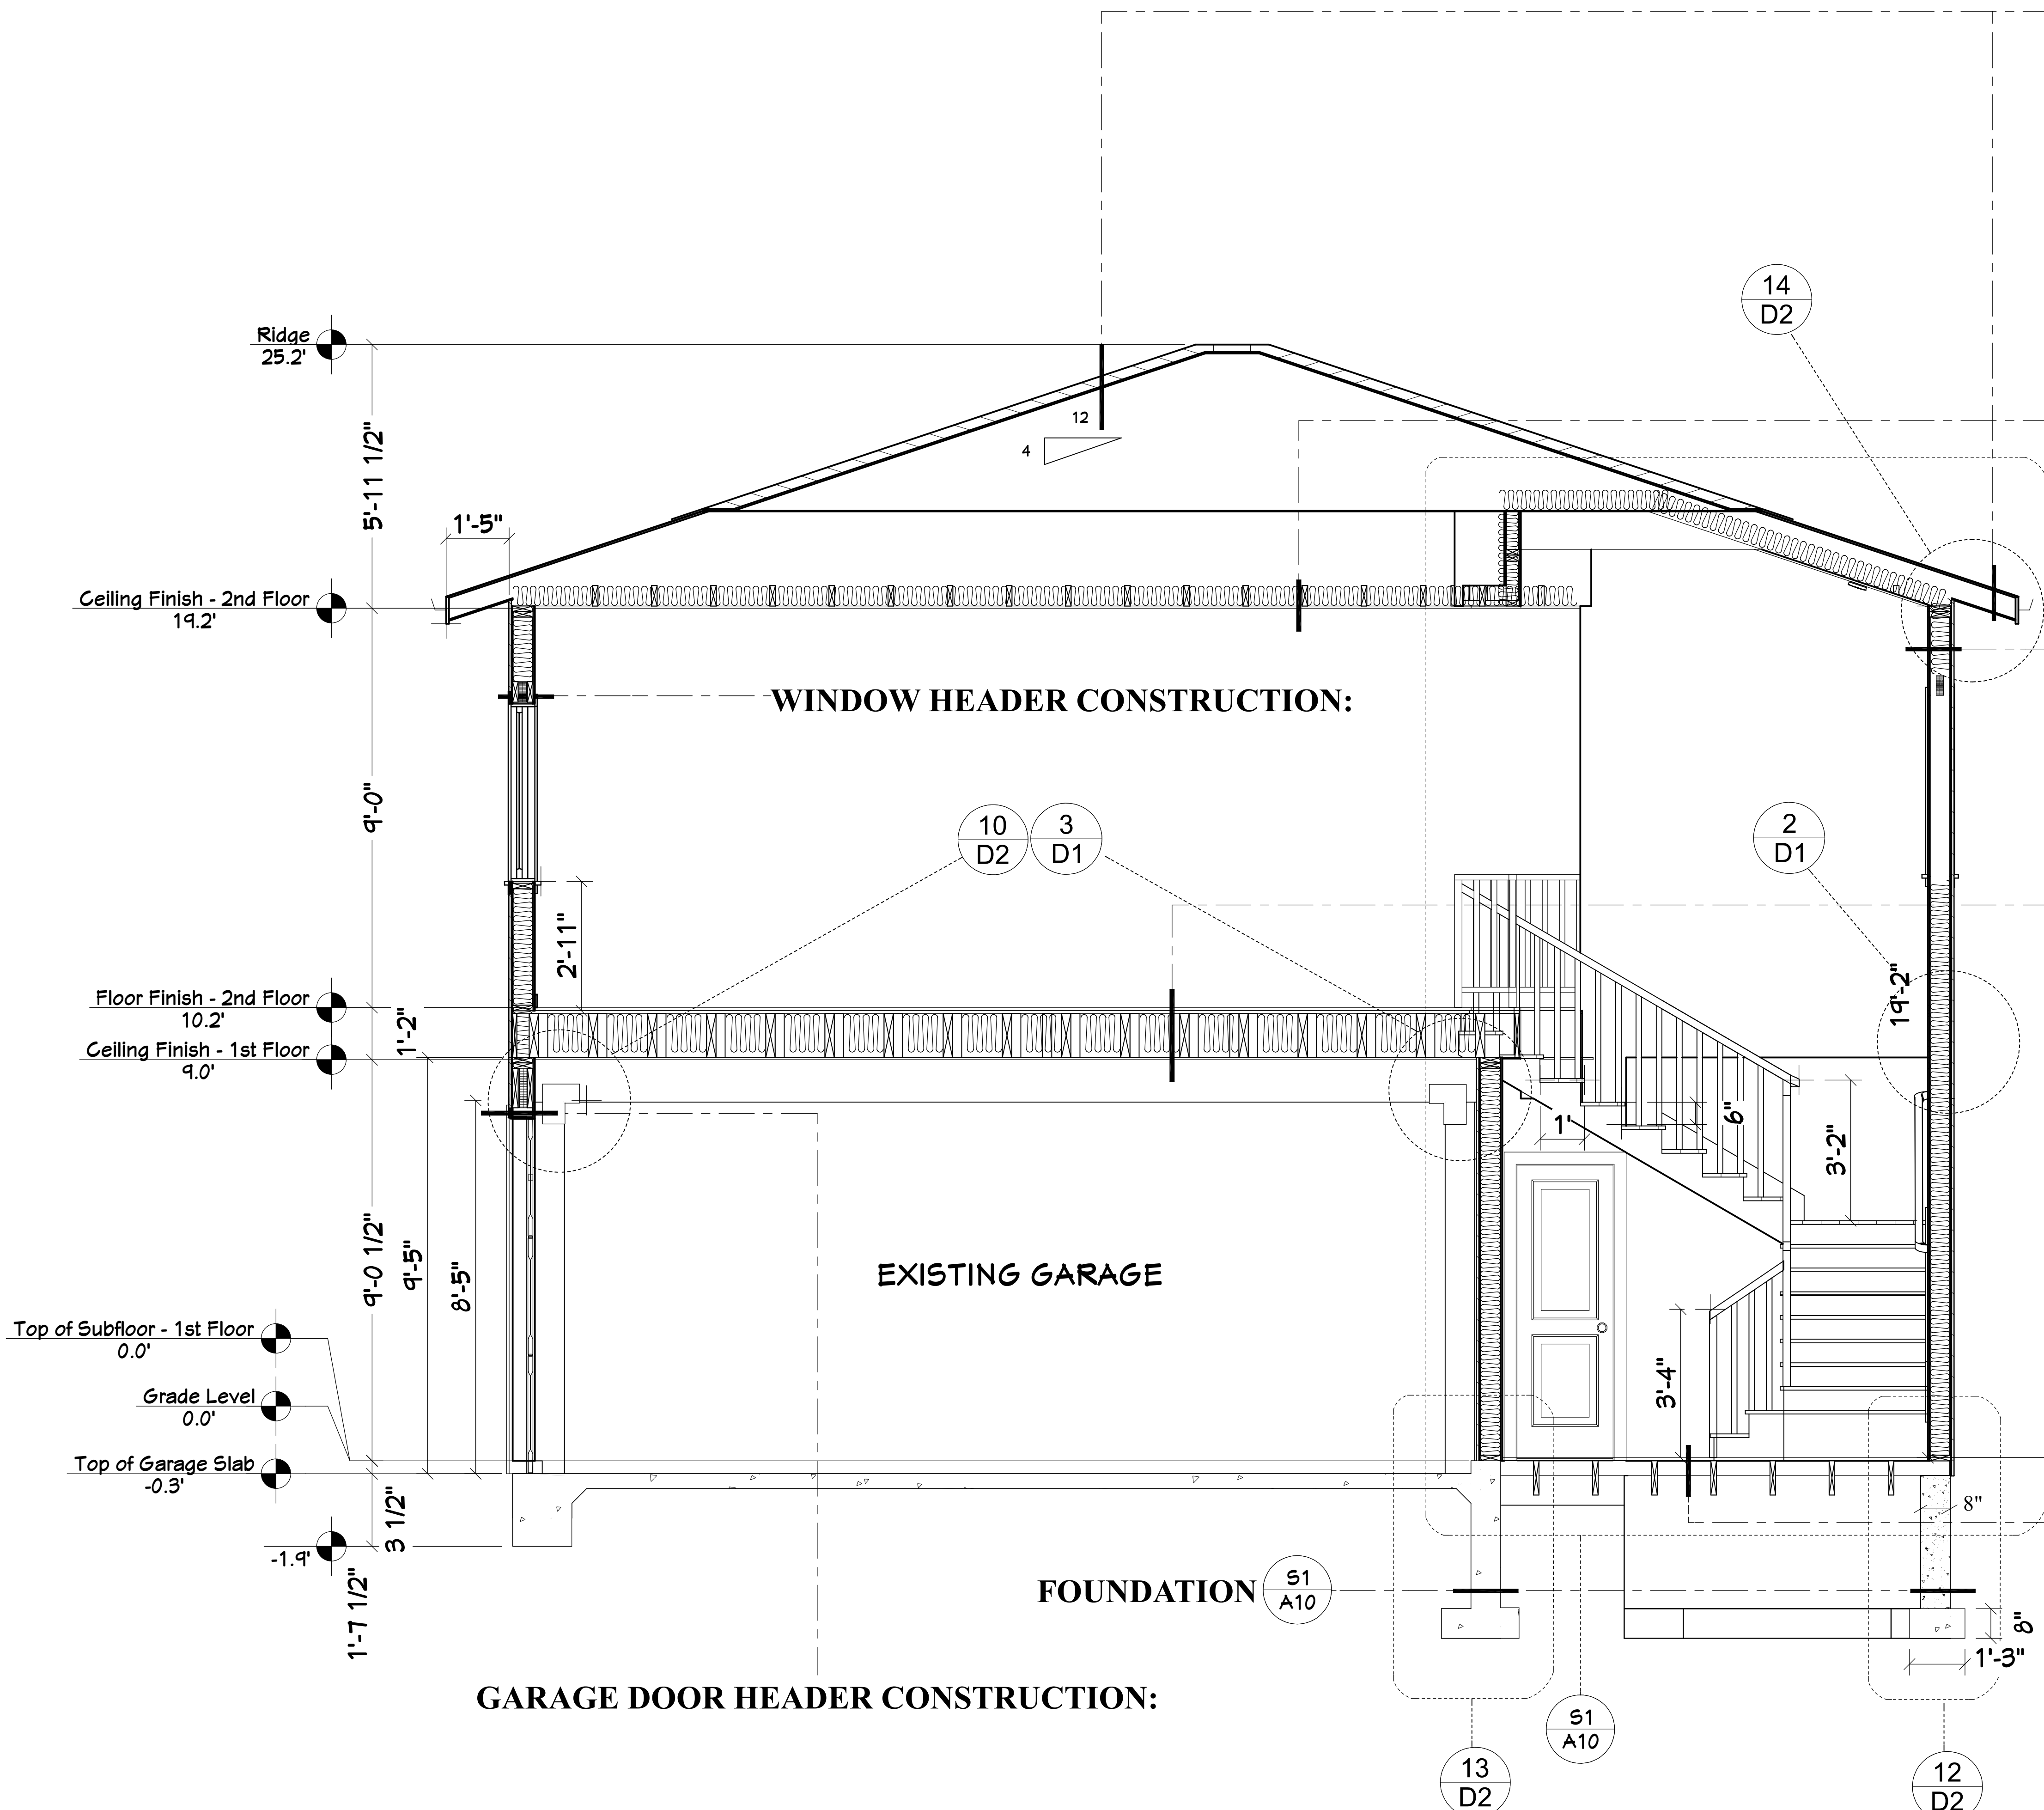 14
D2
Ridge
25.2'
12
4
5'-11 1/2"
1'-5"
Ceiling Finish - 2nd Floor
19.2'
WINDOW HEADER CONSTRUCTION:
9'-0"
10
D2
3
D1
2
D1
2'-11"
19'-2"
Floor Finish - 2nd Floor
10.2'
1'-2"
Ceiling Finish - 1st Floor
9.0'
1'
6"
3'-2"
9'-0 1/2"
9'-5"
8'-5"
EXISTING GARAGE
Top of Subfloor - 1st Floor
0.0'
3'-4"
Grade Level
0.0'
Top of Garage Slab
-0.3'
3 1/2"
8"
-1.9'
1'-7 1/2"
FOUNDATION
S1
A10
8"
1'-3"
GARAGE DOOR HEADER CONSTRUCTION:
S1
A10
13
D2
12
D2